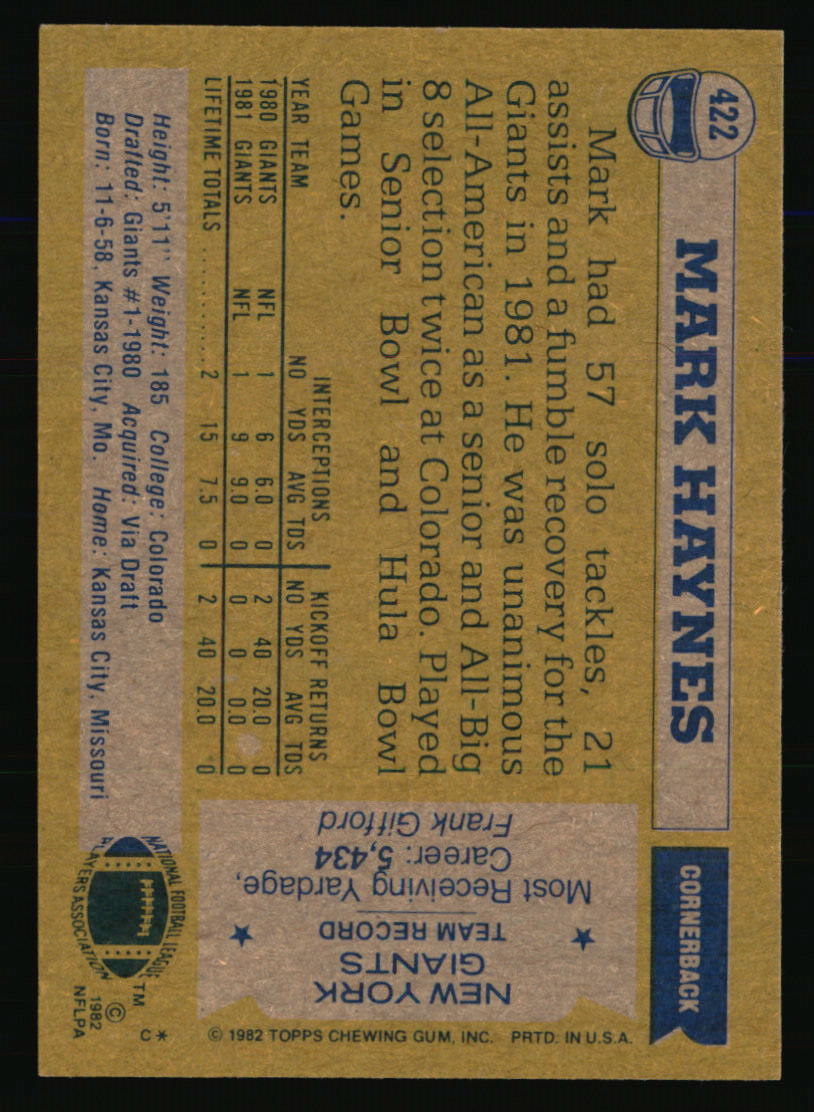 422
MARK HAYNES
CORNERBACK
Mark had 57 solo tackles, 21
assists and a fumble recovery for the
Giants in 1981. He was unanimous
All-American as a senior and All-Big
8 selection twice at Colorado. Played
in Senior Bowl and Hula Bowl
Games.
INTERCEPTIONS KICKOFF RETURNS
YEAR TEAM NO YDS AVG TDS NO YDS AVG TDS
1980 GIANTS NFL 1 6 6.0 0 2 40 20.0 0
1981 GIANTS NFL 1 9 9.0 0 0 0 0.0 0
LIFETIME TOTALS .......... 2 15 7.5 0 2 40 20.0 0
Height: 5'11" Weight: 185 College: Colorado
Drafted: Giants #1-1980 Acquired: Via Draft
Born: 11-6-58, Kansas City, Mo. Home: Kansas City, Missouri
NEW YORK
GIANTS
TEAM RECORD
Most Receiving Yardage,
Career: 5,434
Frank Gifford
NATIONAL FOOTBALL LEAGUE
PLAYERS ASSOCIATION
TM
©
1982
NFLPA
C*
© 1982 TOPPS CHEWING GUM, INC. PRTD. IN U.S.A.